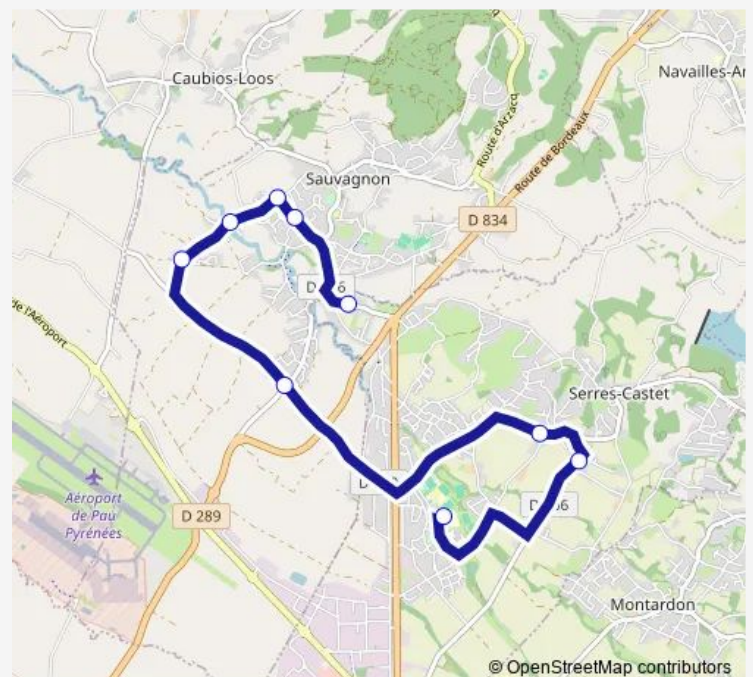 Caubios-Loos
Navailles-An
Route d'Arzacq
Route de Bordeaux
Sauvagnon
D 834
de l'Aéroport
Serres-Castet
Aéroport
de Pau
Pyrénées
D 289
Montardon
© OpenStreetMap contributors